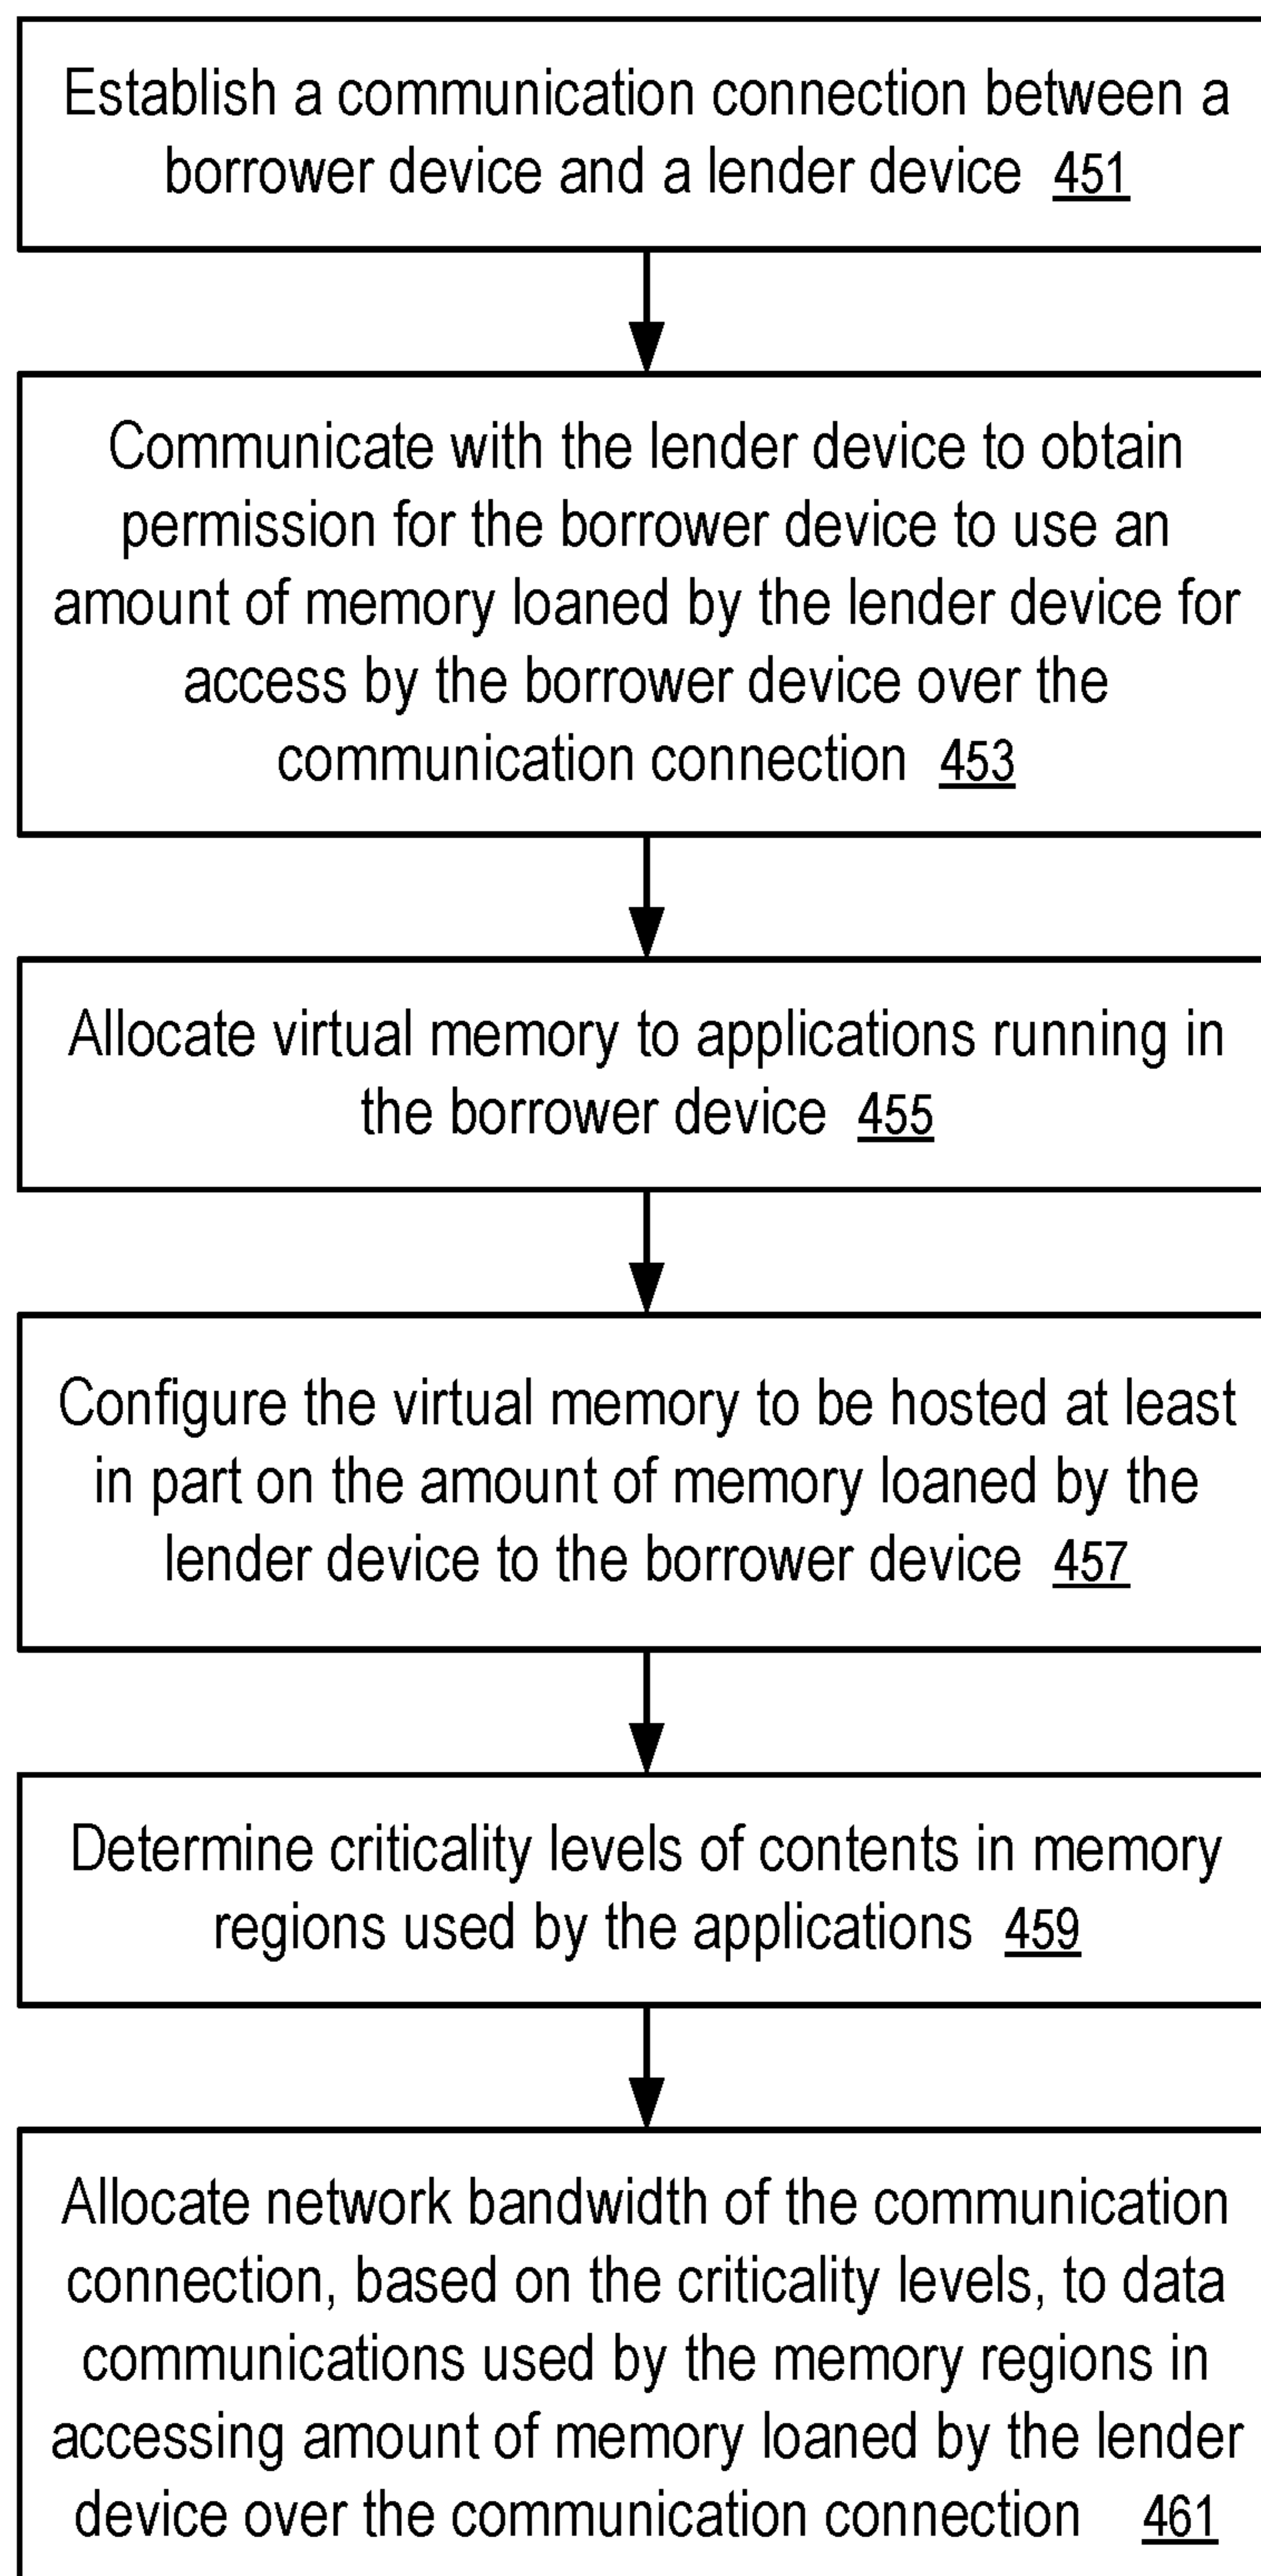 Establish a communication connection between a
borrower device and a lender device 451
Communicate with the lender device to obtain
permission for the borrower device to use an
amount of memory loaned by the lender device for
access by the borrower device over the
communication connection 453
Allocate virtual memory to applications running in
the borrower device 455
Configure the virtual memory to be hosted at least
in part on the amount of memory loaned by the
lender device to the borrower device 457
Determine criticality levels of contents in memory
regions used by the applications 459
Allocate network bandwidth of the communication
connection, based on the criticality levels, to data
communications used by the memory regions in
accessing amount of memory loaned by the lender
device over the communication connection 461